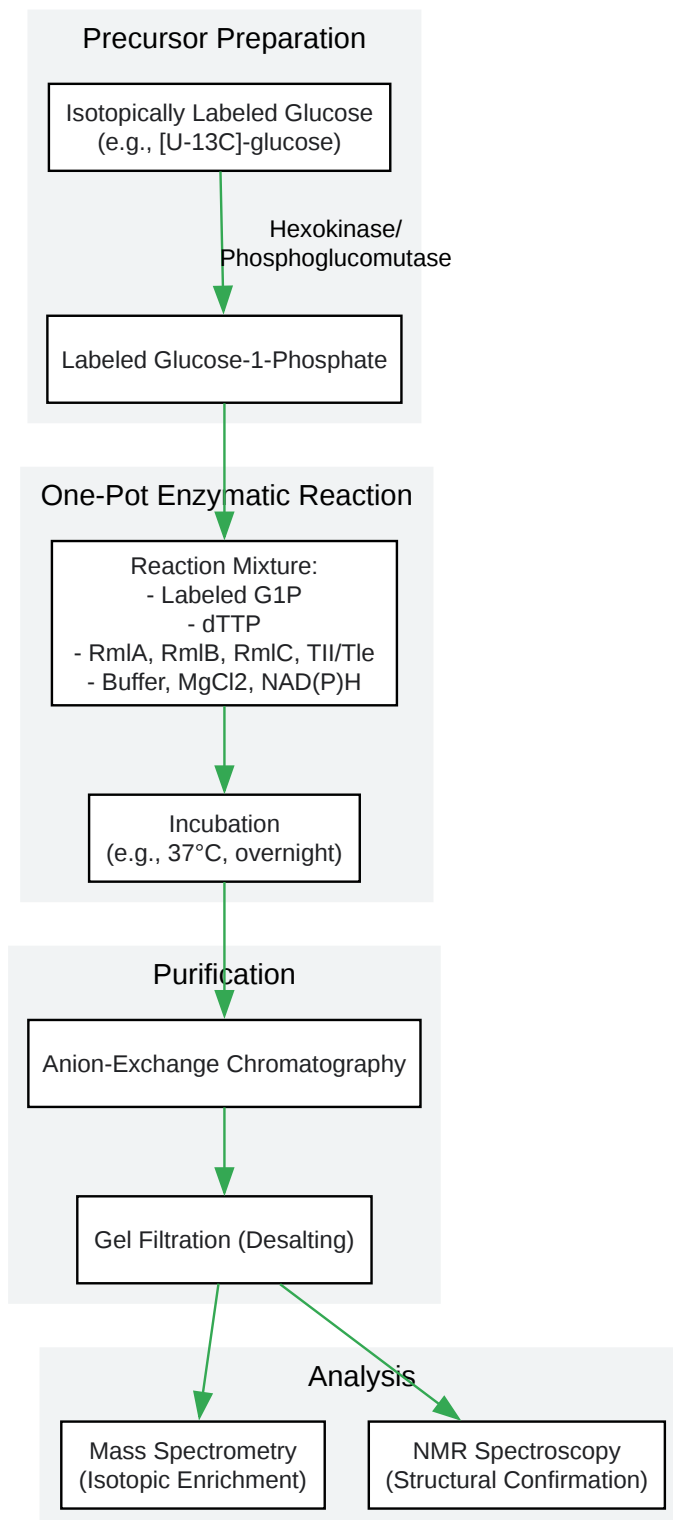 Precursor Preparation
Isotopically Labeled Glucose
(e.g., [U-13C]-glucose)
Hexokinase/
Phosphoglucomutase
Labeled Glucose-1-Phosphate
One-Pot Enzymatic Reaction
Reaction Mixture:
- Labeled G1P
- dTTP
- RmlA, RmlB, RmlC, TII/Tle
- Buffer, MgCl2, NAD(P)H
Incubation
(e.g., 37°C, overnight)
Purification
Anion-Exchange Chromatography
Gel Filtration (Desalting)
Analysis
Mass Spectrometry
(Isotopic Enrichment)
NMR Spectroscopy
(Structural Confirmation)